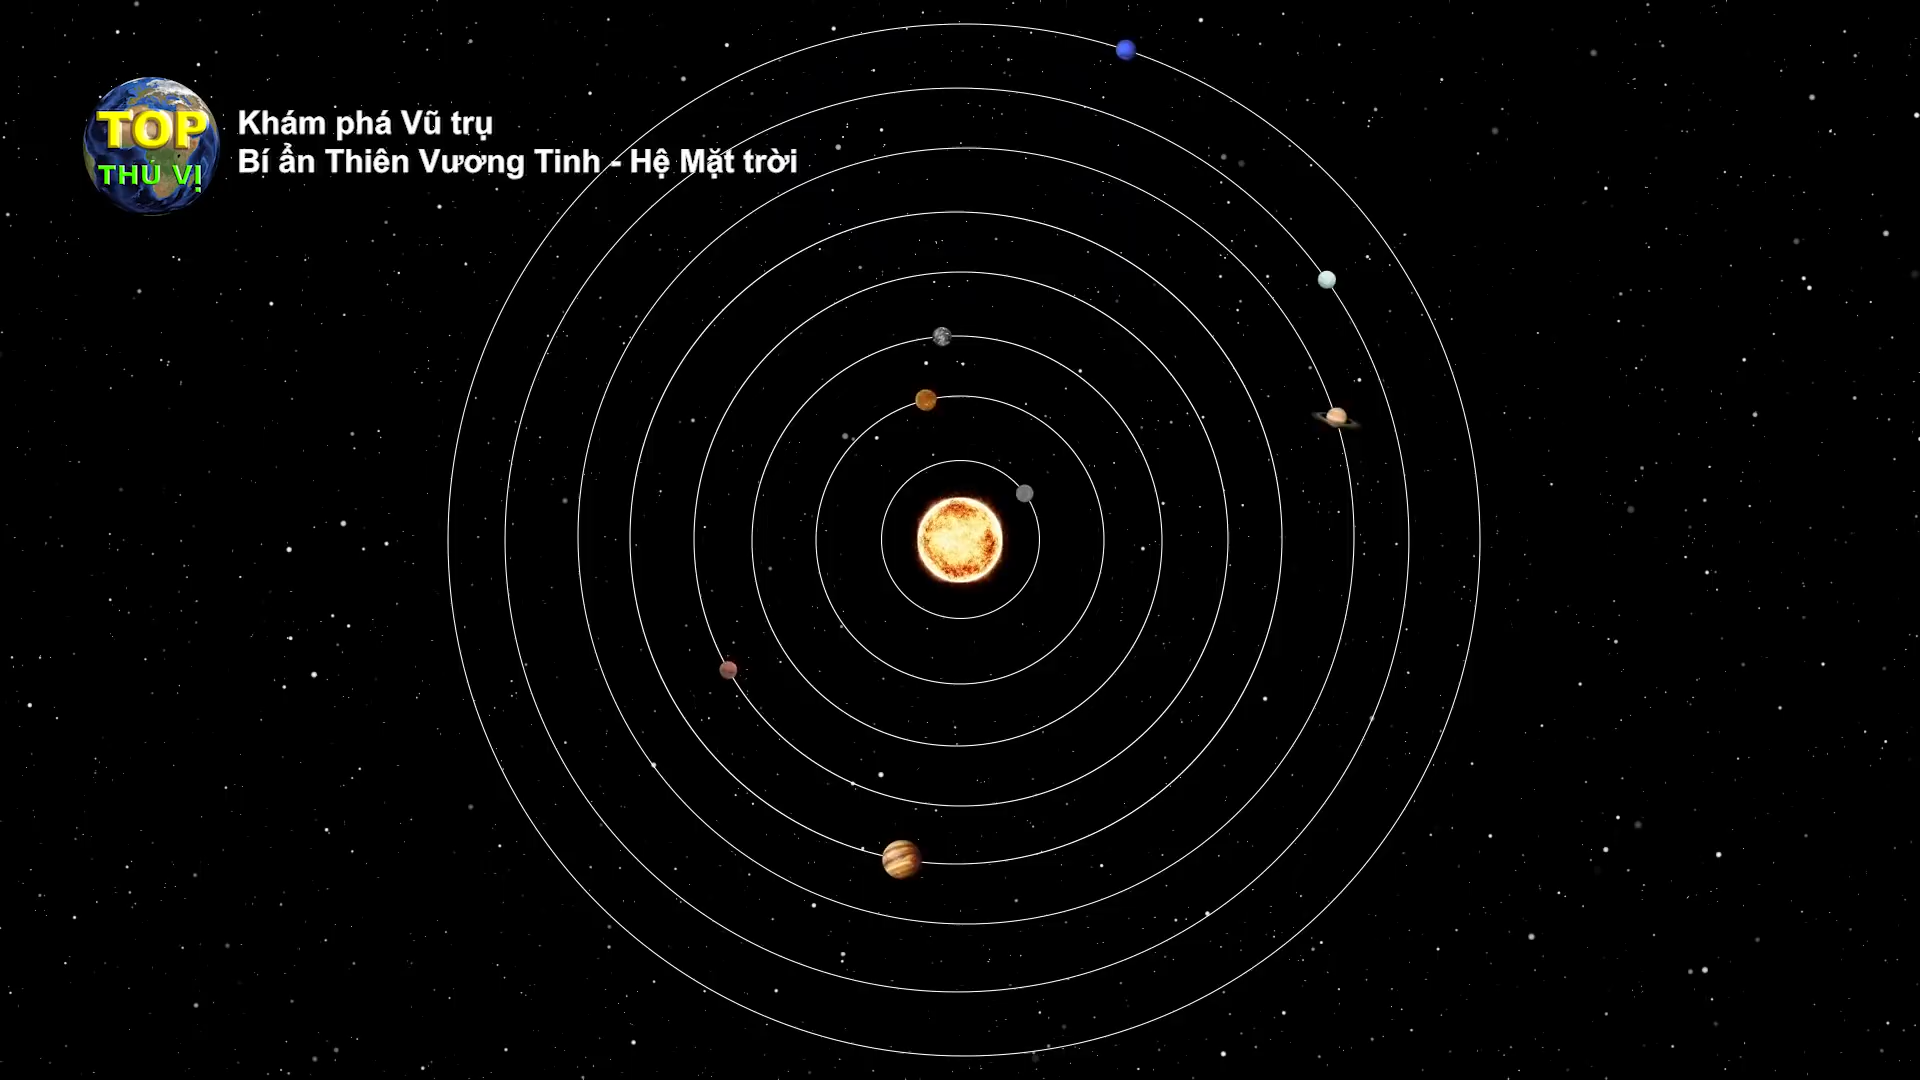 TOP
THÚ VỊ
Khám phá Vũ trụ
Bí ẩn Thiên Vương Tinh - Hệ Mặt trời